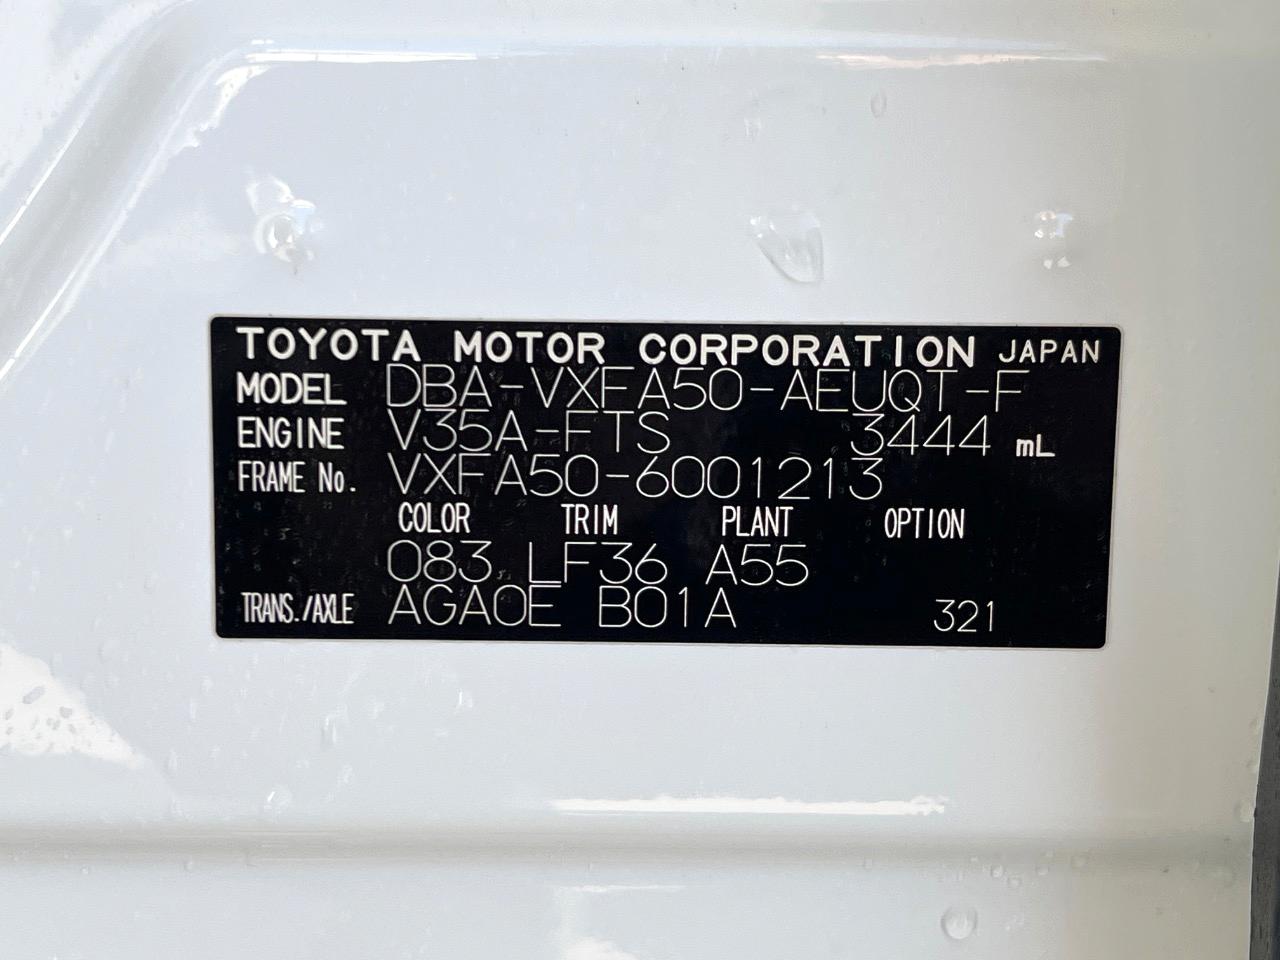 TOYOTA MOTOR CORPORATION JAPAN
MODEL DBA-VXFA50-AEUQT-F
ENGINE V35A-FTS 3444 mL
FRAME No. VXFA50-6001213
COLOR TRIM PLANT OPTION
083 LF36 A55
TRANS./AXLE AGA0E B01A 321